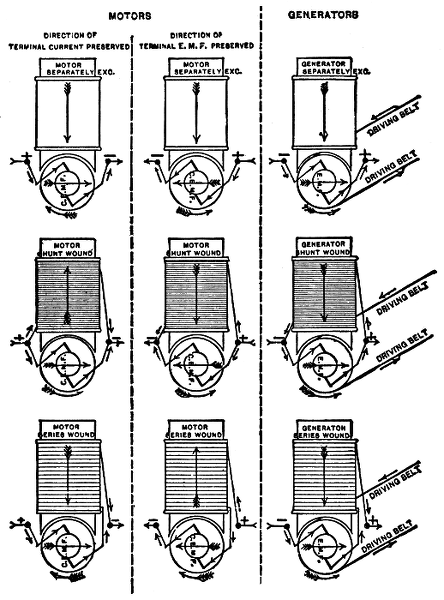 MOTORS
GENERATORS
DIRECTION OF
TERMINAL CURRENT PRESERVED
DIRECTION OF
TERMINAL E. M. F. PRESERVED
MOTOR
SEPARATELY EXC.
MOTOR
SEPARATELY EXC.
GENERATOR
SEPARATELY EXC.
DRIVING BELT
DRIVING BELT
C.E.M.F.
C.E.M.F.
E.M.F.
MOTOR
SHUNT WOUND
MOTOR
SHUNT WOUND
GENERATOR
SHUNT WOUND
DRIVING BELT
DRIVING BELT
C.E.M.F.
C.E.M.F.
E.M.F.
MOTOR
SERIES WOUND
MOTOR
SERIES WOUND
GENERATOR
SERIES WOUND
DRIVING BELT
DRIVING BELT
C.E.M.F.
C.E.M.F.
E.M.F.